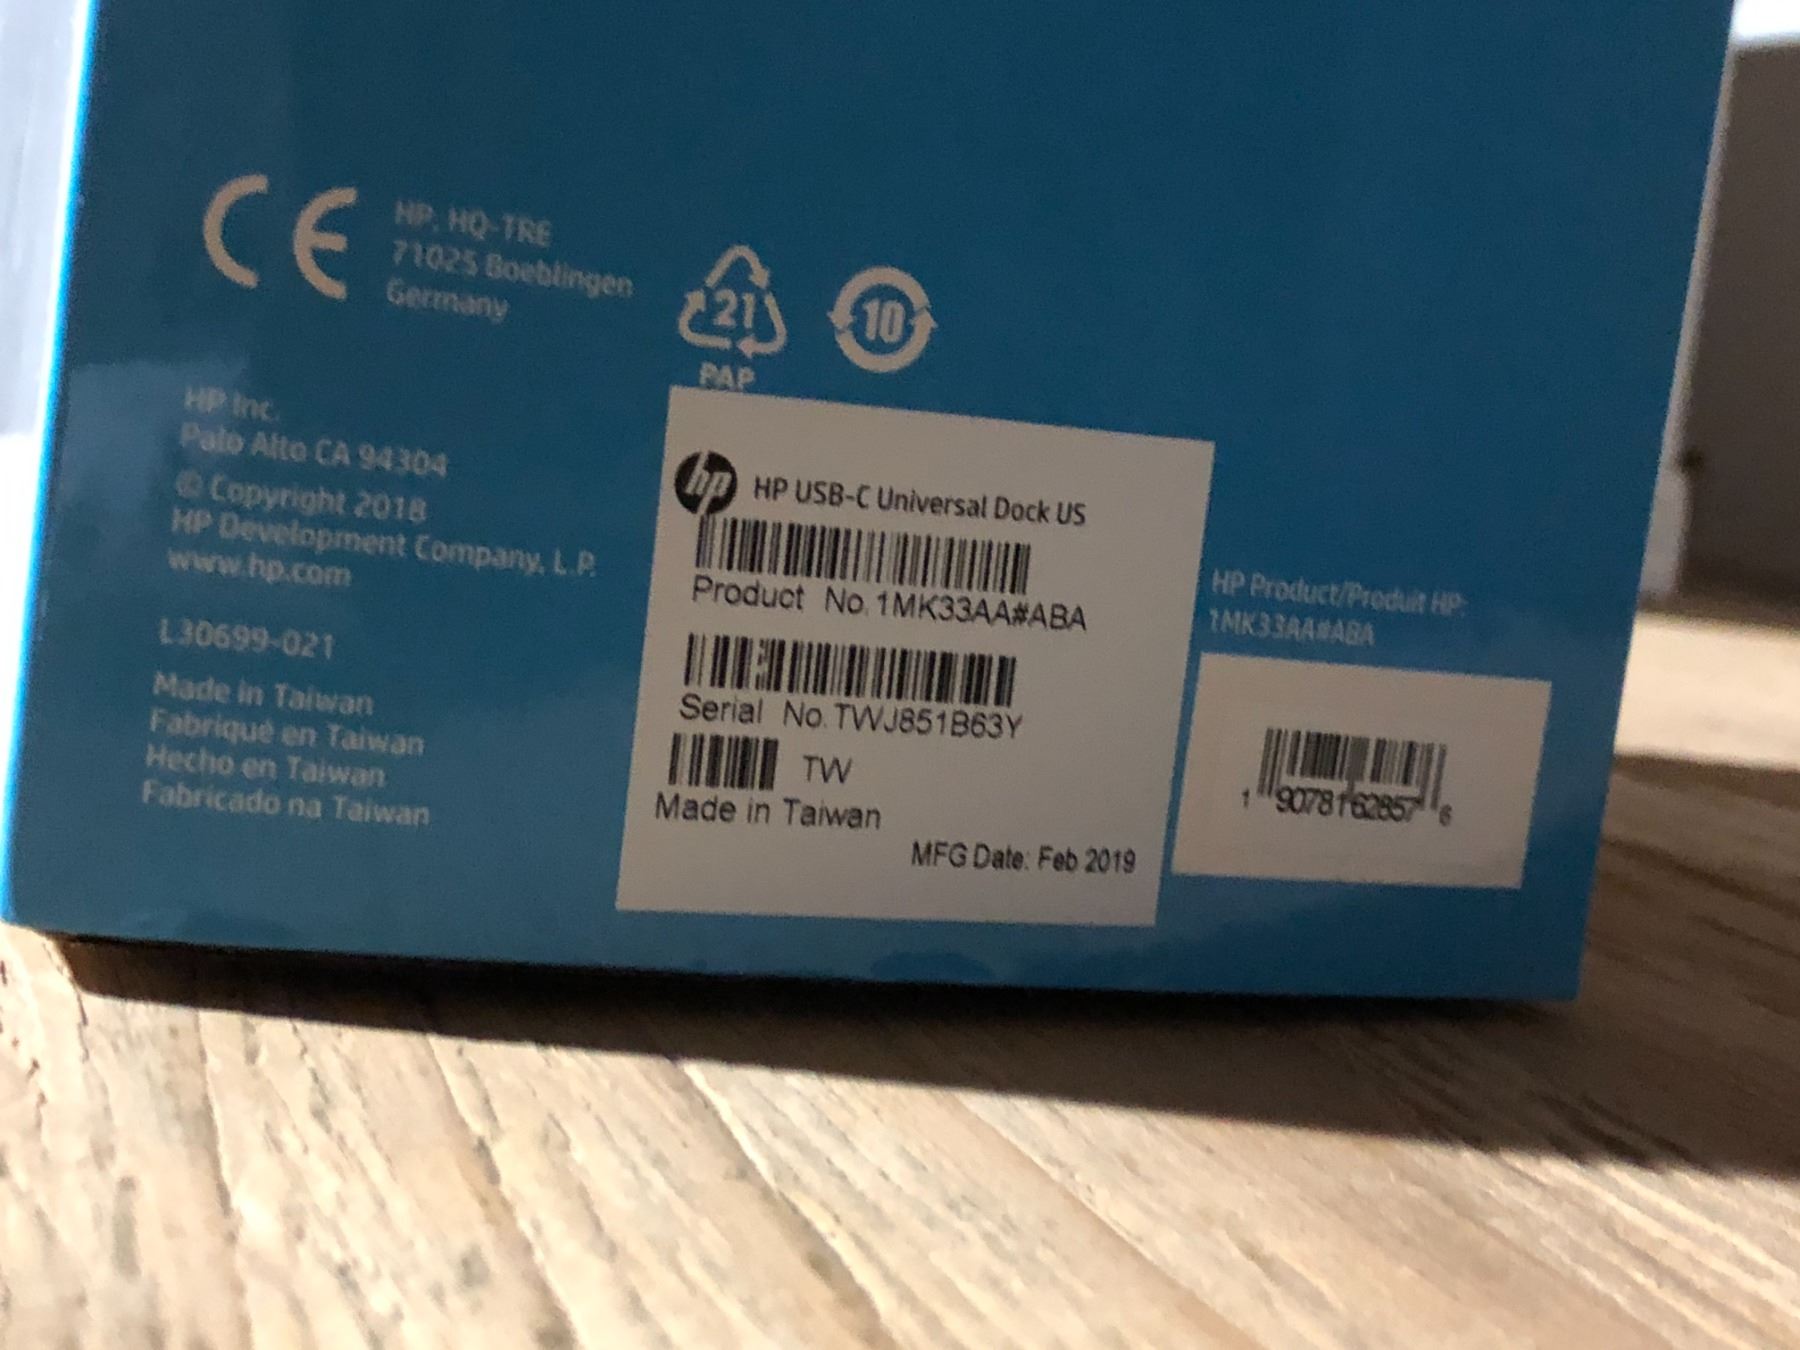 CE
HP, HQ-TRE
71025 Boeblingen
Germany
21
PAP
10
HP Inc.
Palo Alto CA 94304
© Copyright 2018
HP Development Company, L.P.
www.hp.com
L30699-021
Made in Taiwan
Fabriqué en Taiwan
Hecho en Taiwan
Fabricado na Taiwan
hp
HP USB-C Universal Dock US
Product No. 1MK33AA#ABA
Serial No. TWJ851B63Y
TW
Made in Taiwan
MFG Date: Feb 2019
HP Product/Produit HP:
1MK33AA#ABA
1 90781 62857 6